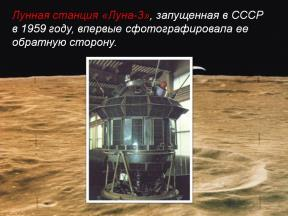 Лунная станция «Луна-3», запущенная в СССР
в 1959 году, впервые сфотографировала ее
обратную сторону.